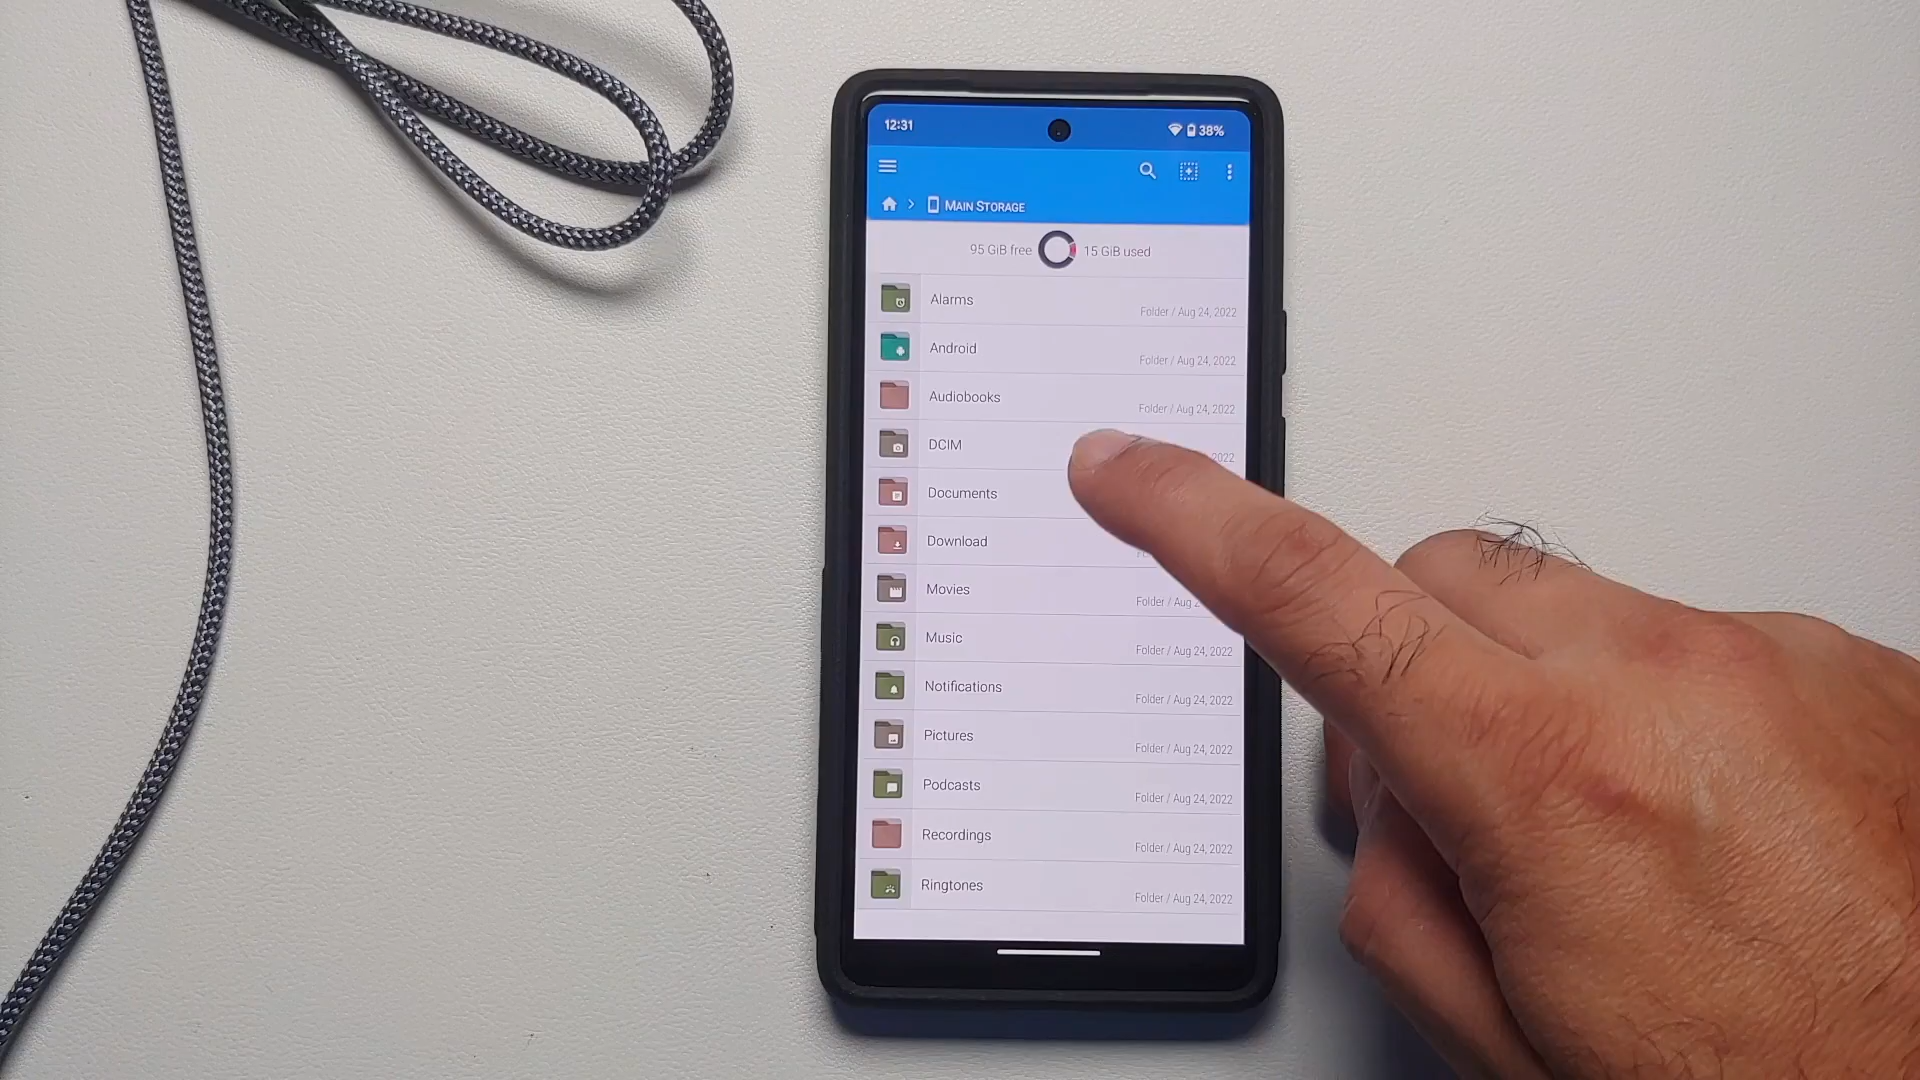 12:31 38%
MAIN STORAGE
95 GiB free 15 GiB used
Alarms
Folder / Aug 24, 2022
Android
Folder / Aug 24, 2022
Audiobooks
Folder / Aug 24, 2022
DCIM
2022
Documents
Download
Movies
Folder / Aug
Music
Folder / Aug 24, 2022
Notifications
Folder / Aug 24, 2022
Pictures
Folder / Aug 24, 2022
Podcasts
Folder / Aug 24, 2022
Recordings
Folder / Aug 24, 2022
Ringtones
Folder / Aug 24, 2022